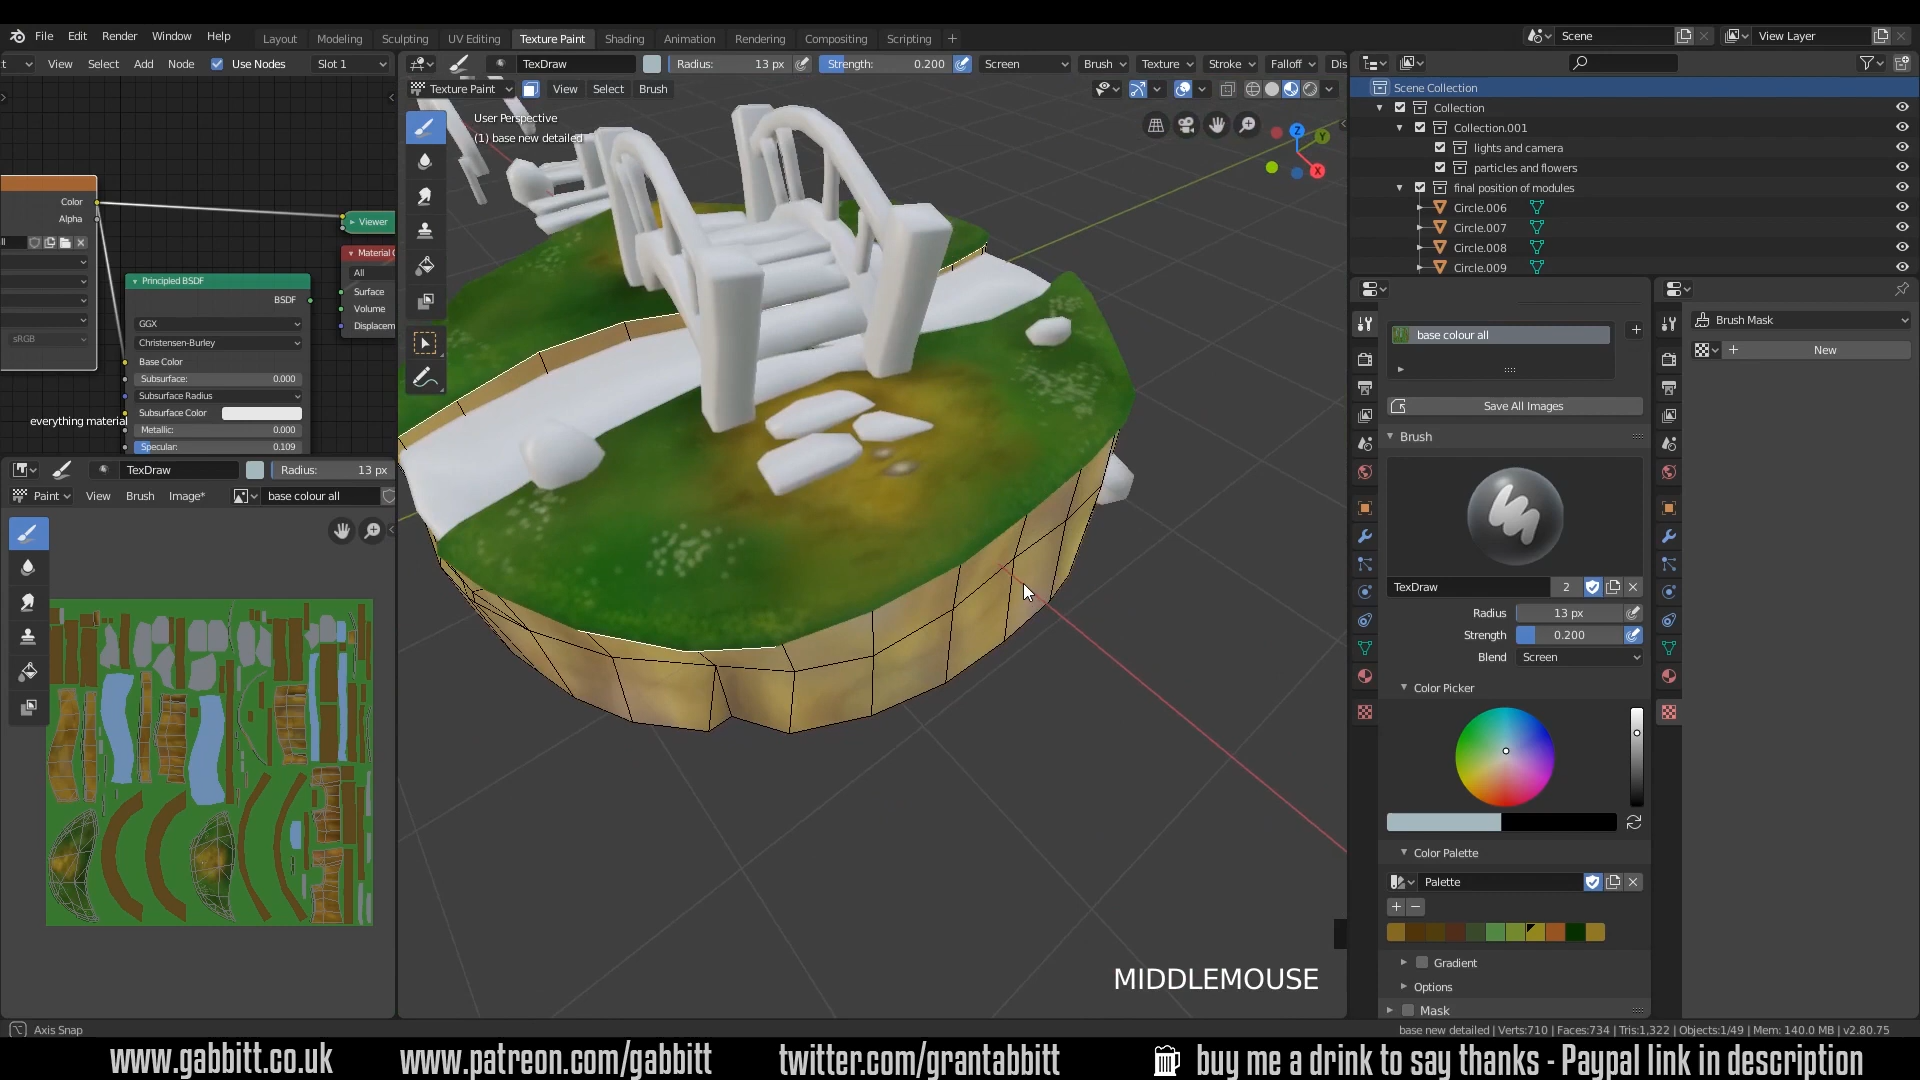 File Edit Render Window Help Layout Modeling Sculpting UV Editing Texture Paint Shading Animation Rendering Compositing Scripting + Scene View Layer
View Select Add Node Use Nodes Slot 1 TexDraw Radius: 13 px Strength: 0.200 Screen Brush Texture Stroke Falloff Dis
Texture Paint View Select Brush
User Perspective
(1) base new detailed
Scene Collection
Collection
Collection.001
lights and camera
particles and flowers
final position of modules
Circle.006
Circle.007
Circle.008
Circle.009
Color
Alpha
sRGB
Viewer
Material
All
Surface
Volume
Displacem
Principled BSDF
BSDF
GGX
Christensen-Burley
Base Color
Subsurface: 0.000
Subsurface Radius
Subsurface Color
Metallic: 0.000
Specular: 0.109
everything material
TexDraw Radius: 13 px
Paint View Brush Image* base colour all
base colour all
Save All Images
Brush
TexDraw 2
Radius 13 px
Strength 0.200
Blend Screen
Color Picker
Color Palette
Palette
Gradient
Options
Mask
Brush Mask
New
MIDDLEMOUSE
Axis Snap
base new detailed | Verts:710 | Faces:734 | Tris:1,322 | Objects:1/49 | Mem: 140.0 MB | v2.80.75
www.gabbitt.co.uk www.patreon.com/gabbitt twitter.com/grantabbitt buy me a drink to say thanks - Paypal link in description